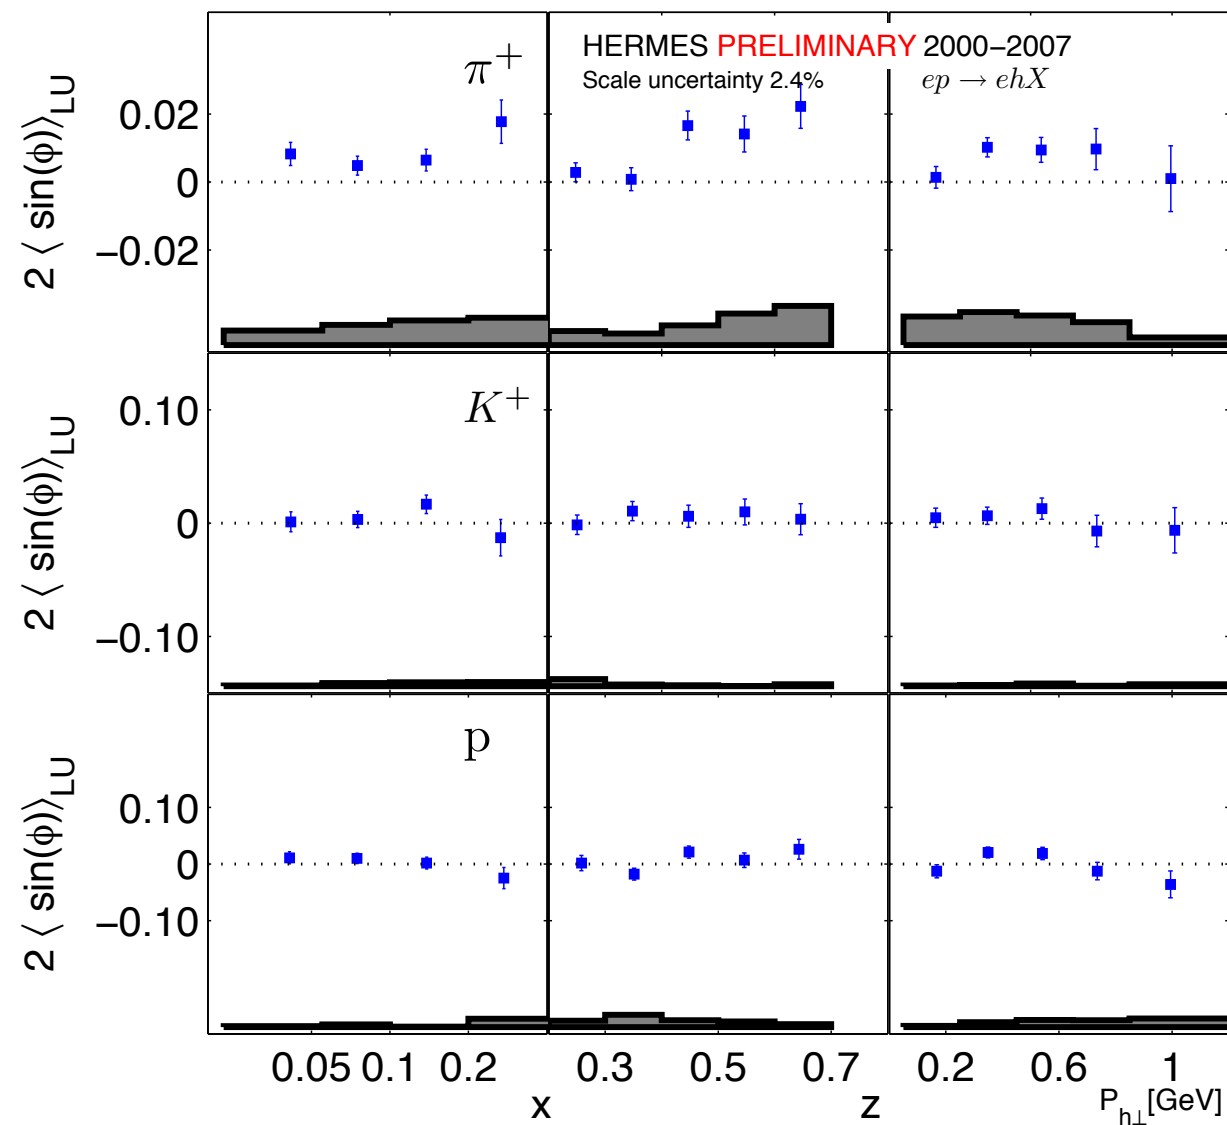 HERMES PRELIMINARY 2000−2007
Scale uncertainty 2.4%
ep → ehX
π+
2 ⟨ sin(ϕ)⟩LU
0.02
0
−0.02
K+
2 ⟨ sin(ϕ)⟩LU
0.10
0
−0.10
p
2 ⟨ sin(ϕ)⟩LU
0.10
0
−0.10
0.05 0.1 0.2 0.3 0.5 0.7 0.2 0.6 1
x z Ph⊥[GeV]